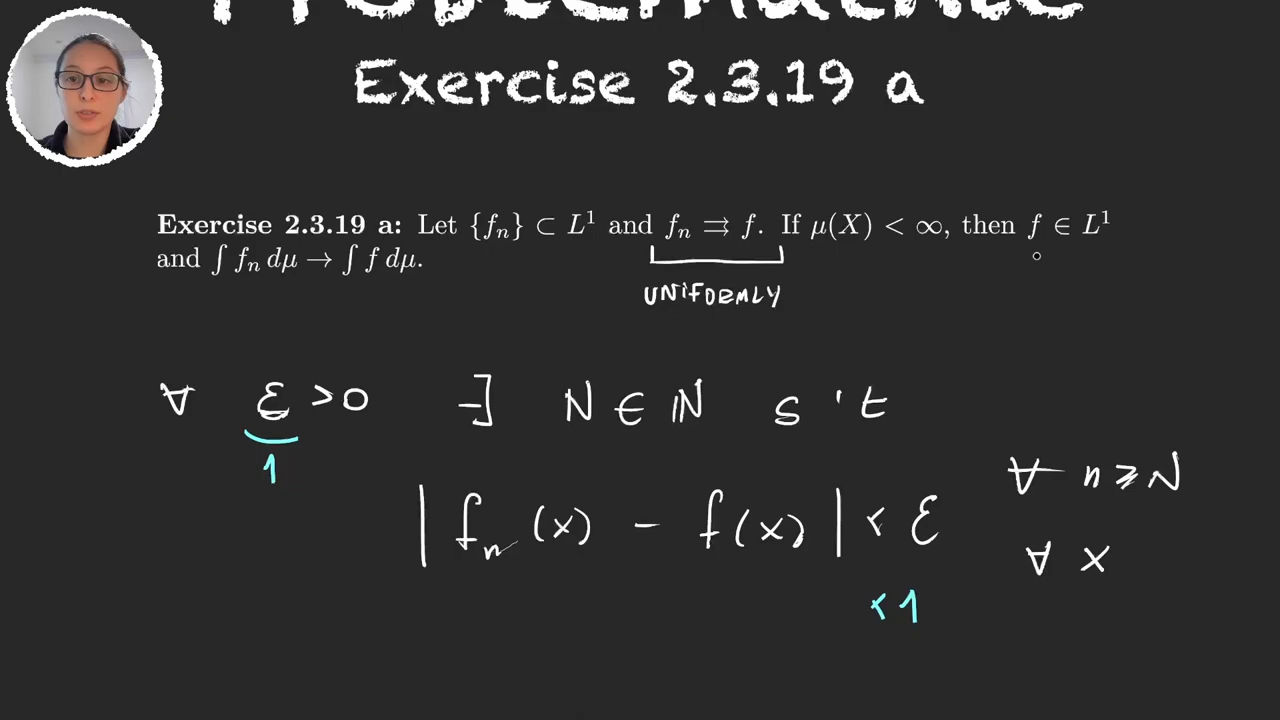 Problemathic
Exercise 2.3.19 a
Exercise 2.3.19 a: Let {fₙ} ⊂ L¹ and fₙ ⇉ f. If μ(X) < ∞, then f ∈ L¹
and ∫ fₙ dμ → ∫ f dμ.
UNIFORMLY
∀ ε > 0 ∃ N ∈ ℕ s't
1
∀ n ≥ N
| fₙ (x) - f(x) | < ε
∀ x
< 1